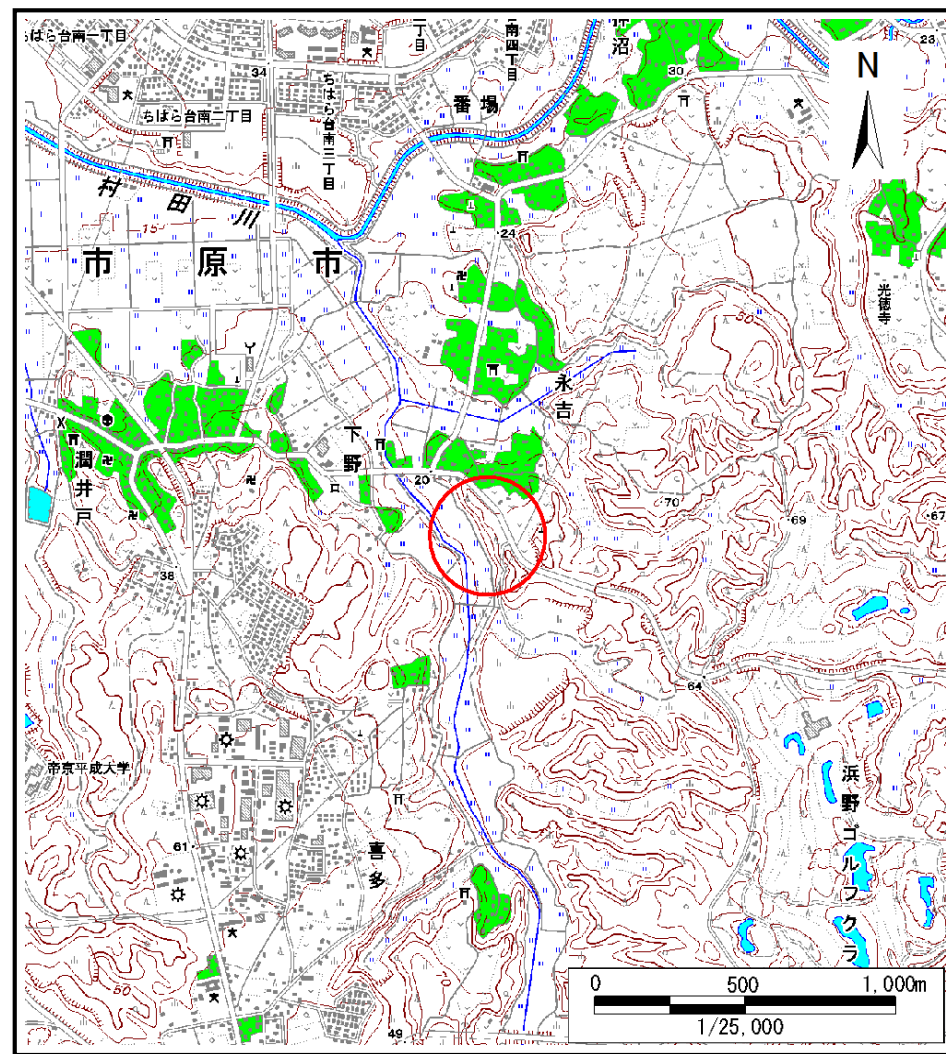 ちはら台南一丁目
34
ちはら台南二丁目
ちはら台南三丁目
南四丁目
番場
30
23
N
村田川
15
市原市
24
光徳寺
50
永吉
下野
潤井戸
20
70
69
67
38
64
帝京平成大学
61
喜多
浜野ゴルフクラ
50
49
0 500 1,000m
1/25,000